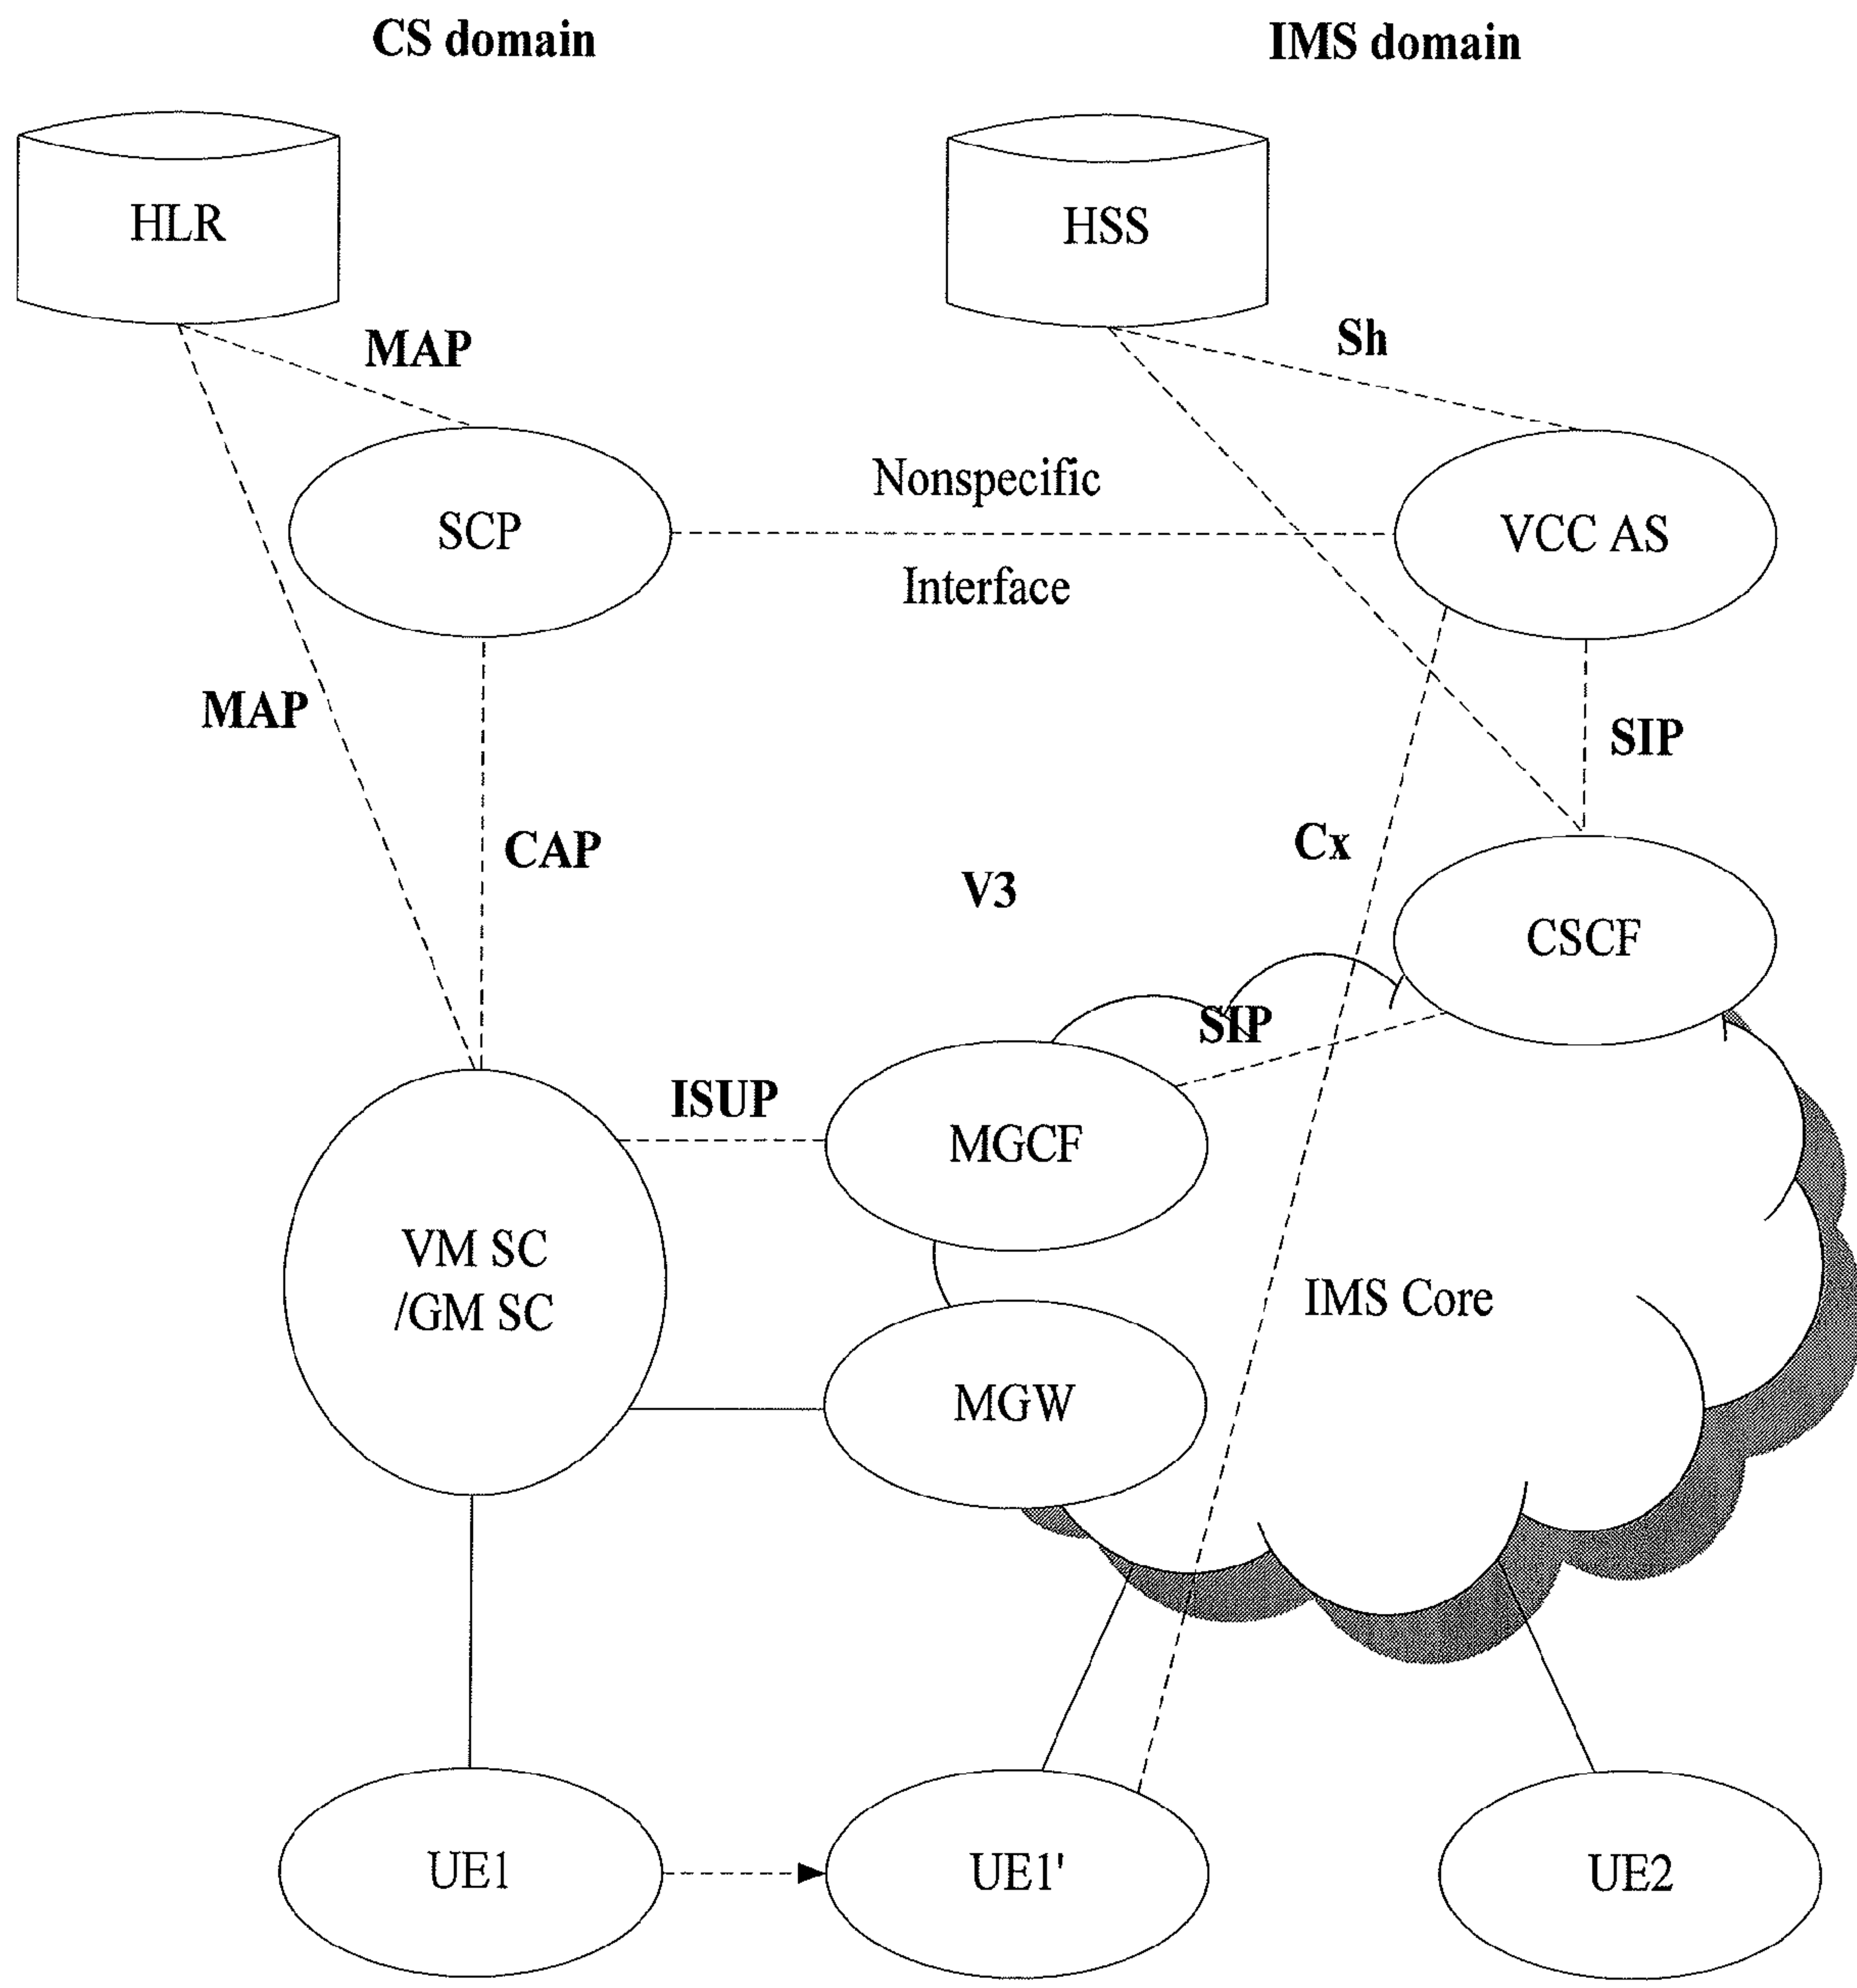 CS domain
IMS domain
HLR
HSS
MAP
Sh
Nonspecific
SCP
VCC AS
Interface
MAP
SIP
CAP
Cx
V3
CSCF
SIP
ISUP
MGCF
VM SC
/GM SC
IMS Core
MGW
UE1
UE1'
UE2